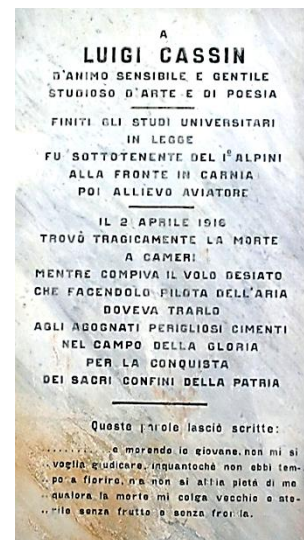 A
LUIGI CASSIN
D'ANIMO SENSIBILE E GENTILE
STUDIOSO D'ARTE E DI POESIA
FINITI GLI STUDI UNIVERSITARI
IN LEGGE
FU SOTTOTENENTE DEL 1° ALPINI
ALLA FRONTE IN CARNIA
POI ALLIEVO AVIATORE
IL 2 APRILE 1916
TROVÒ TRAGICAMENTE LA MORTE
A CAMERI
MENTRE COMPIVA IL VOLO DESIATO
CHE FACENDOLO PILOTA DELL'ARIA
DOVEVA TRARLO
AGLI AGOGNATI PERIGLIOSI CIMENTI
NEL CAMPO DELLA GLORIA
PER LA CONQUISTA
DEI SACRI CONFINI DELLA PATRIA
Queste parole lasciò scritte:
........... e morendo io giovane, non mi si
.. voglia giudicare, inquantochè non ebbi tem-
.. po a fiorire, ma non si abbia pietà di me
.. qualora la morte mi colga vecchio e ste-
.. rile senza frutto e senza fronda.